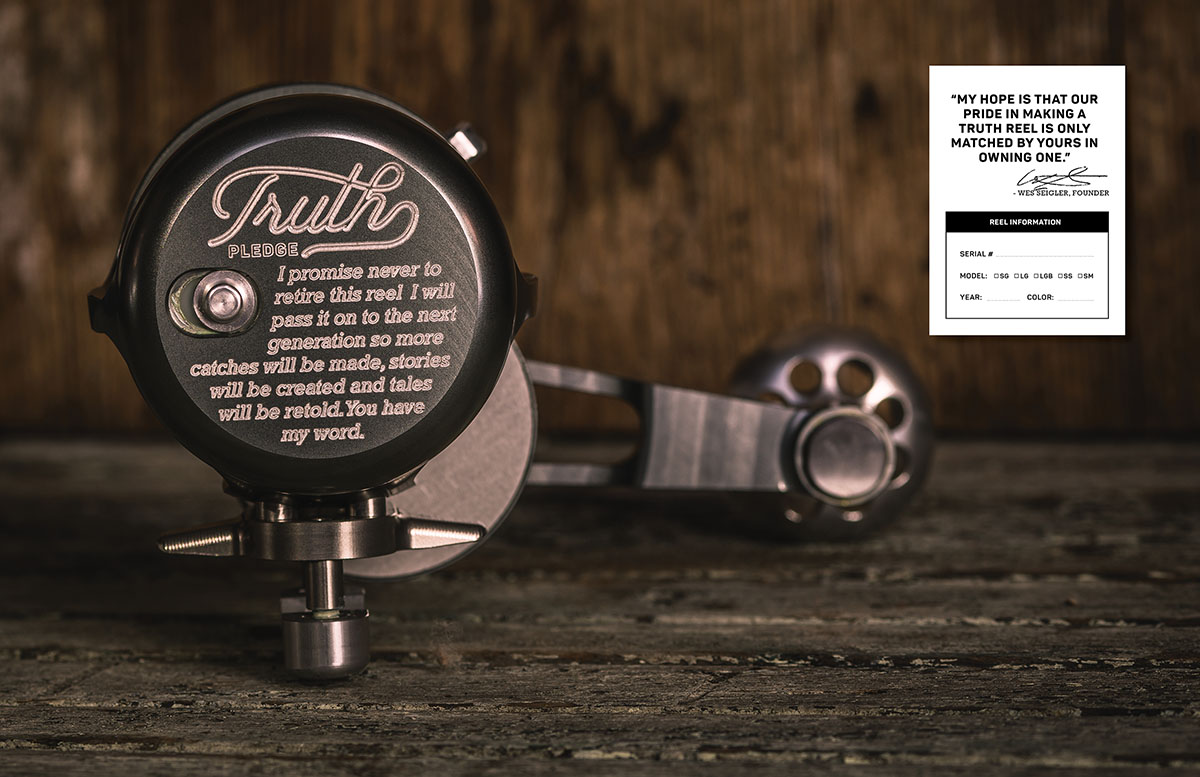 Truth
PLEDGE
I promise never to
retire this reel I will
pass it on to the next
generation so more
catches will be made, stories
will be created and tales
will be retold. You have
my word.
“MY HOPE IS THAT OUR
PRIDE IN MAKING A
TRUTH REEL IS ONLY
MATCHED BY YOURS IN
OWNING ONE.”
- WES SEIGLER, FOUNDER
REEL INFORMATION
SERIAL #
MODEL: □SG □LG □LGB □SS □SM
YEAR: COLOR: